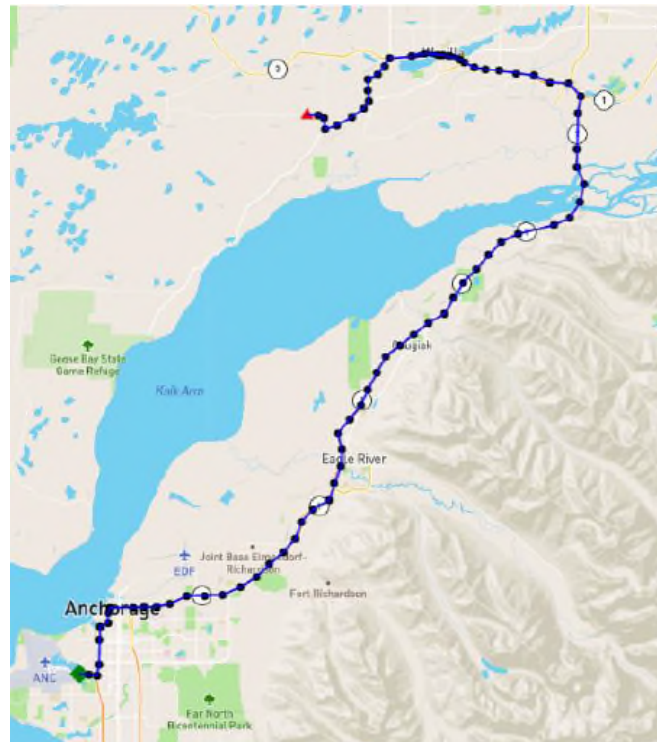 3
1
Goose Bay State
Game Refuge
Knik Arm
Chugiak
Eagle River
Joint Base Elmendorf-
Richardson
EDF
Fort Richardson
Anchorage
ANC
Far North
Bicentennial Park